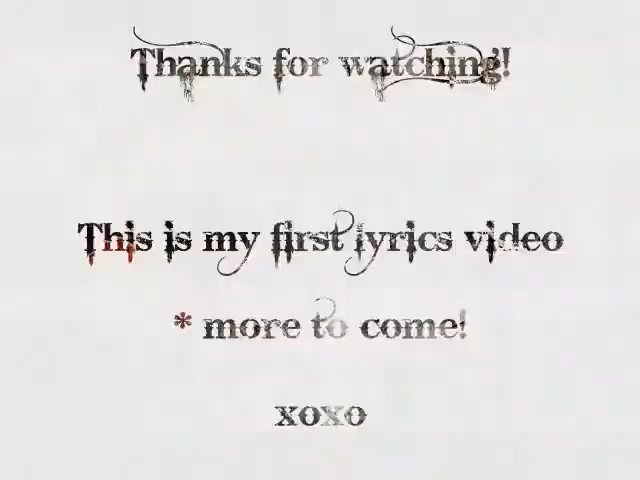 Thanks for watching!
This is my first lyrics video
* more to come!
xoxo